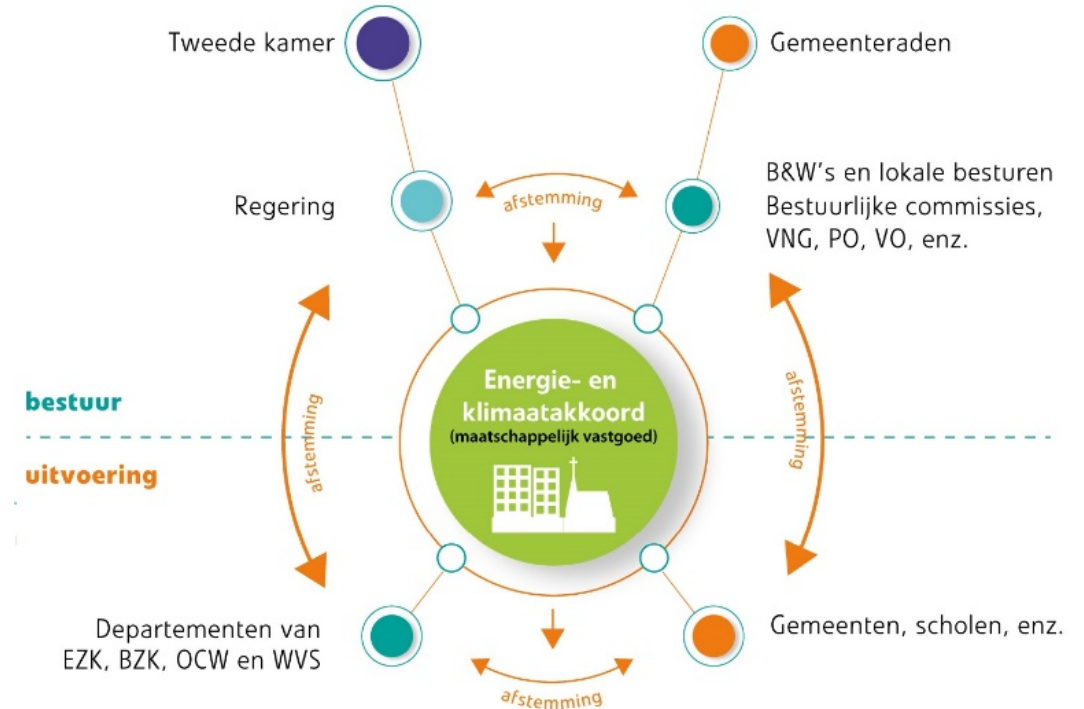 Tweede kamer
Gemeenteraden
Regering
afstemming
B&W's en lokale besturen
Bestuurlijke commissies,
VNG, PO, VO, enz.
bestuur
uitvoering
afstemming
Energie- en
klimaatakkoord
(maatschappelijk vastgoed)
afstemming
Departementen van
EZK, BZK, OCW en WVS
Gemeenten, scholen, enz.
afstemming